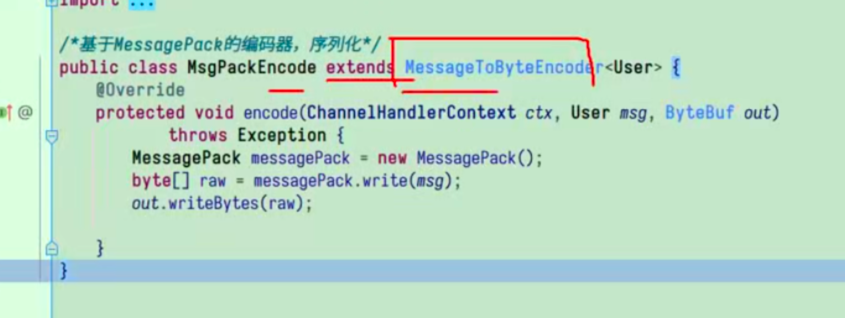 import ...
/*基于MessagePack的编码器，序列化*/
public class MsgPackEncode extends MessageToByteEncoder<User> {
@Override
protected void encode(ChannelHandlerContext ctx, User msg, ByteBuf out)
throws Exception {
MessagePack messagePack = new MessagePack();
byte[] raw = messagePack.write(msg);
out.writeBytes(raw);
}
}